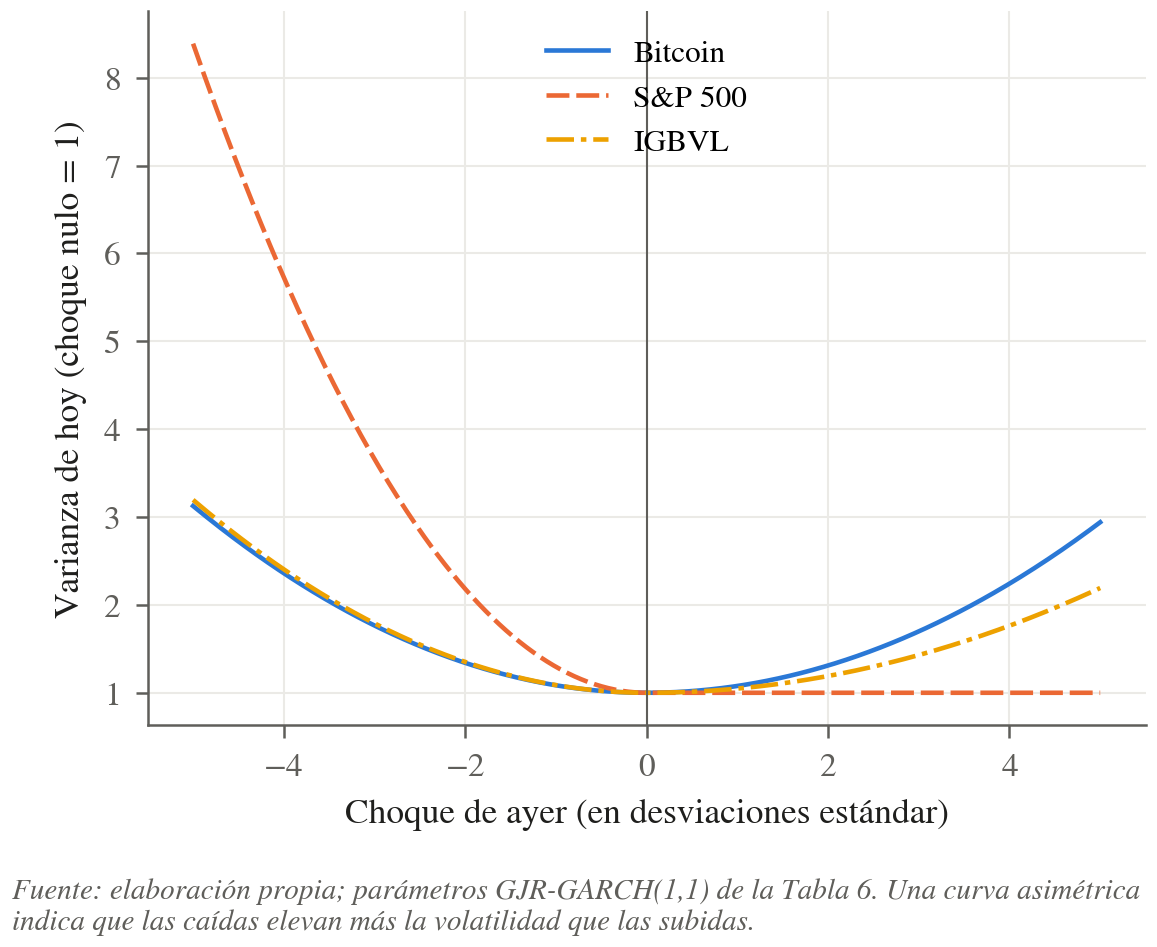 Bitcoin
S&P 500
IGBVL
Varianza de hoy (choque nulo = 1)
8
7
6
5
4
3
2
1
−4
−2
0
2
4
Choque de ayer (en desviaciones estándar)
Fuente: elaboración propia; parámetros GJR-GARCH(1,1) de la Tabla 6. Una curva asimétrica
indica que las caídas elevan más la volatilidad que las subidas.